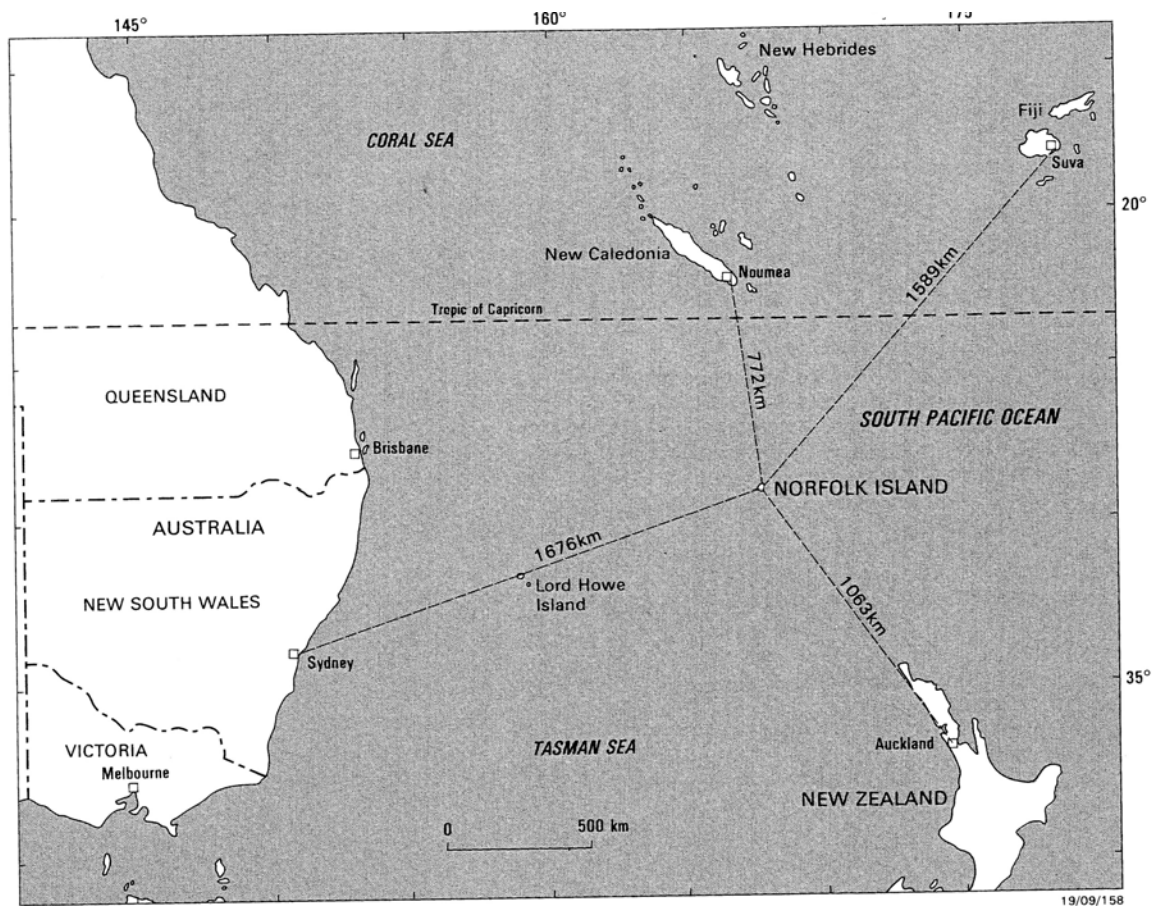 145°
160°
175
New Hebrides
Fiji
CORAL SEA
Suva
20°
New Caledonia
Noumea
1589km
Tropic of Capricorn
772km
QUEENSLAND
SOUTH PACIFIC OCEAN
Brisbane
NORFOLK ISLAND
AUSTRALIA
1676km
Lord Howe
Island
NEW SOUTH WALES
1063km
Sydney
35°
TASMAN SEA
VICTORIA
Auckland
Melbourne
NEW ZEALAND
0 500 km
19/09/158